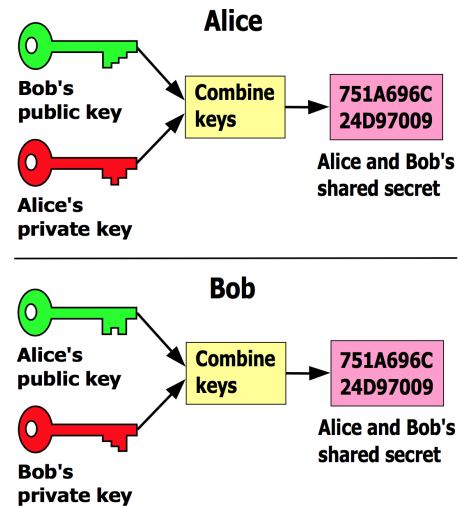 Alice
Bob's
public key
Combine
keys
751A696C
24D97009
Alice and Bob's
shared secret
Alice's
private key
Bob
Alice's
public key
Combine
keys
751A696C
24D97009
Alice and Bob's
shared secret
Bob's
private key